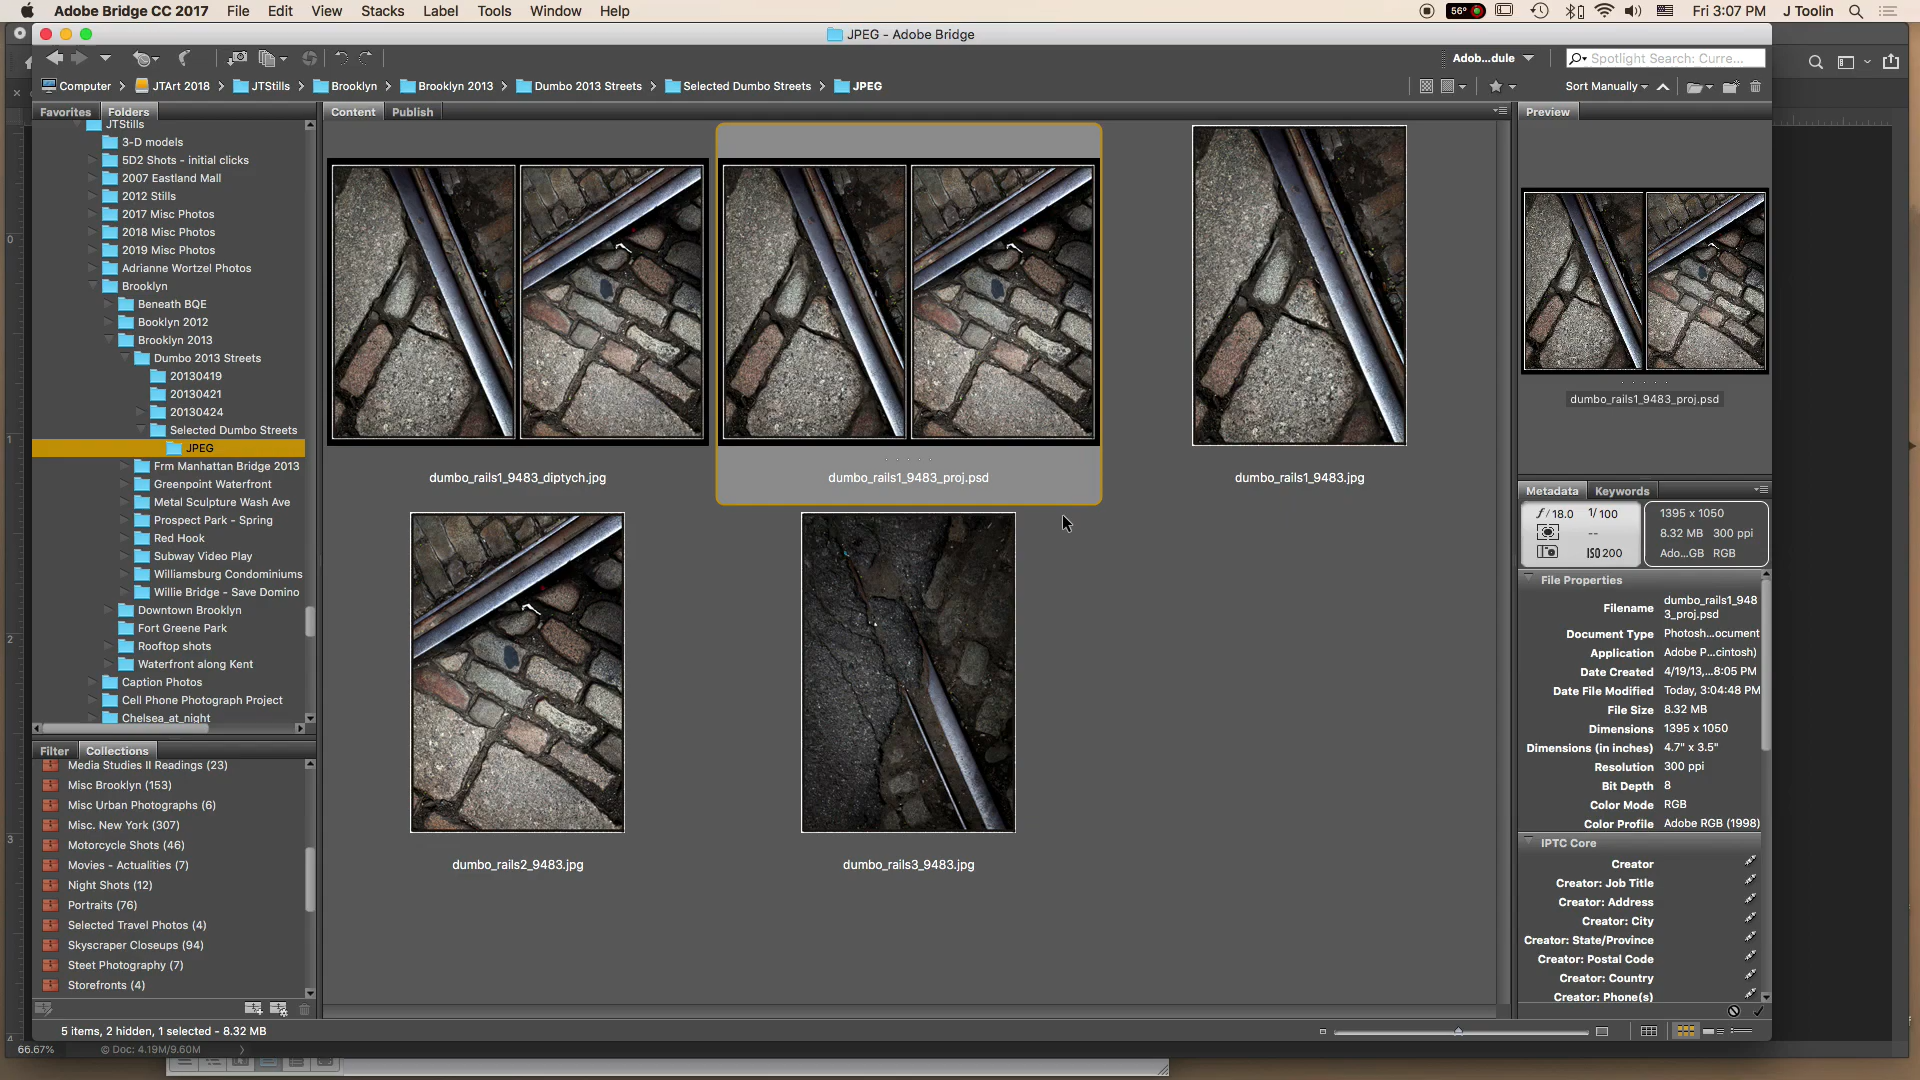 Adobe Bridge CC 2017 File Edit View Stacks Label Tools Window Help 56° Fri 3:07 PM J Toolin
JPEG - Adobe Bridge
Adob...dule Spotlight Search: Curre...
Computer JTArt 2018 JTStills Brooklyn Brooklyn 2013 Dumbo 2013 Streets Selected Dumbo Streets JPEG Sort Manually
Favorites Folders
JTStills
3-D models
5D2 Shots - initial clicks
2007 Eastland Mall
2012 Stills
2017 Misc Photos
2018 Misc Photos
2019 Misc Photos
Adrianne Wortzel Photos
Brooklyn
Beneath BQE
Booklyn 2012
Brooklyn 2013
Dumbo 2013 Streets
20130419
20130421
20130424
Selected Dumbo Streets
JPEG
Frm Manhattan Bridge 2013
Greenpoint Waterfront
Metal Sculpture Wash Ave
Prospect Park - Spring
Red Hook
Subway Video Play
Williamsburg Condominiums
Willie Bridge - Save Domino
Downtown Brooklyn
Fort Greene Park
Rooftop shots
Waterfront along Kent
Caption Photos
Cell Phone Photograph Project
Chelsea_at_night
Filter Collections
Media Studies II Readings (23)
Misc Brooklyn (153)
Misc Urban Photographs (6)
Misc. New York (307)
Motorcycle Shots (46)
Movies - Actualities (7)
Night Shots (12)
Portraits (76)
Selected Travel Photos (4)
Skyscraper Closeups (94)
Steet Photography (7)
Storefronts (4)
Content Publish
dumbo_rails1_9483_diptych.jpg
dumbo_rails1_9483_proj.psd
dumbo_rails1_9483.jpg
dumbo_rails2_9483.jpg
dumbo_rails3_9483.jpg
Preview
dumbo_rails1_9483_proj.psd
Metadata Keywords
f/18.0 1/100
--
ISO200
1395 x 1050
8.32 MB 300 ppi
Ado...GB RGB
File Properties
Filename dumbo_rails1_948
3_proj.psd
Document Type Photosh...ocument
Application Adobe P...cintosh)
Date Created 4/19/13,...8:05 PM
Date File Modified Today, 3:04:48 PM
File Size 8.32 MB
Dimensions 1395 x 1050
Dimensions (in inches) 4.7" x 3.5"
Resolution 300 ppi
Bit Depth 8
Color Mode RGB
Color Profile Adobe RGB (1998)
IPTC Core
Creator
Creator: Job Title
Creator: Address
Creator: City
Creator: State/Province
Creator: Postal Code
Creator: Country
Creator: Phone(s)
5 items, 2 hidden, 1 selected - 8.32 MB
66.67% © Doc: 4.19M/9.60M
0
1
2
3
4